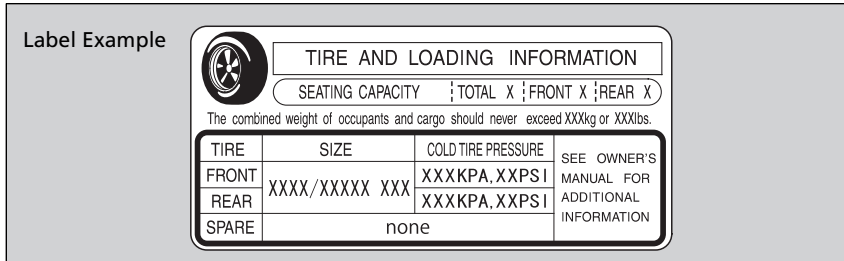 Label Example
TIRE AND LOADING INFORMATION
SEATING CAPACITY TOTAL X FRONT X REAR X
The combined weight of occupants and cargo should never exceed XXXkg or XXXlbs.
TIRE SIZE COLD TIRE PRESSURE
FRONT XXXX/XXXXX XXX XXXKPA,XXPSI
REAR XXXKPA,XXPSI
SPARE none
SEE OWNER'S
MANUAL FOR
ADDITIONAL
INFORMATION